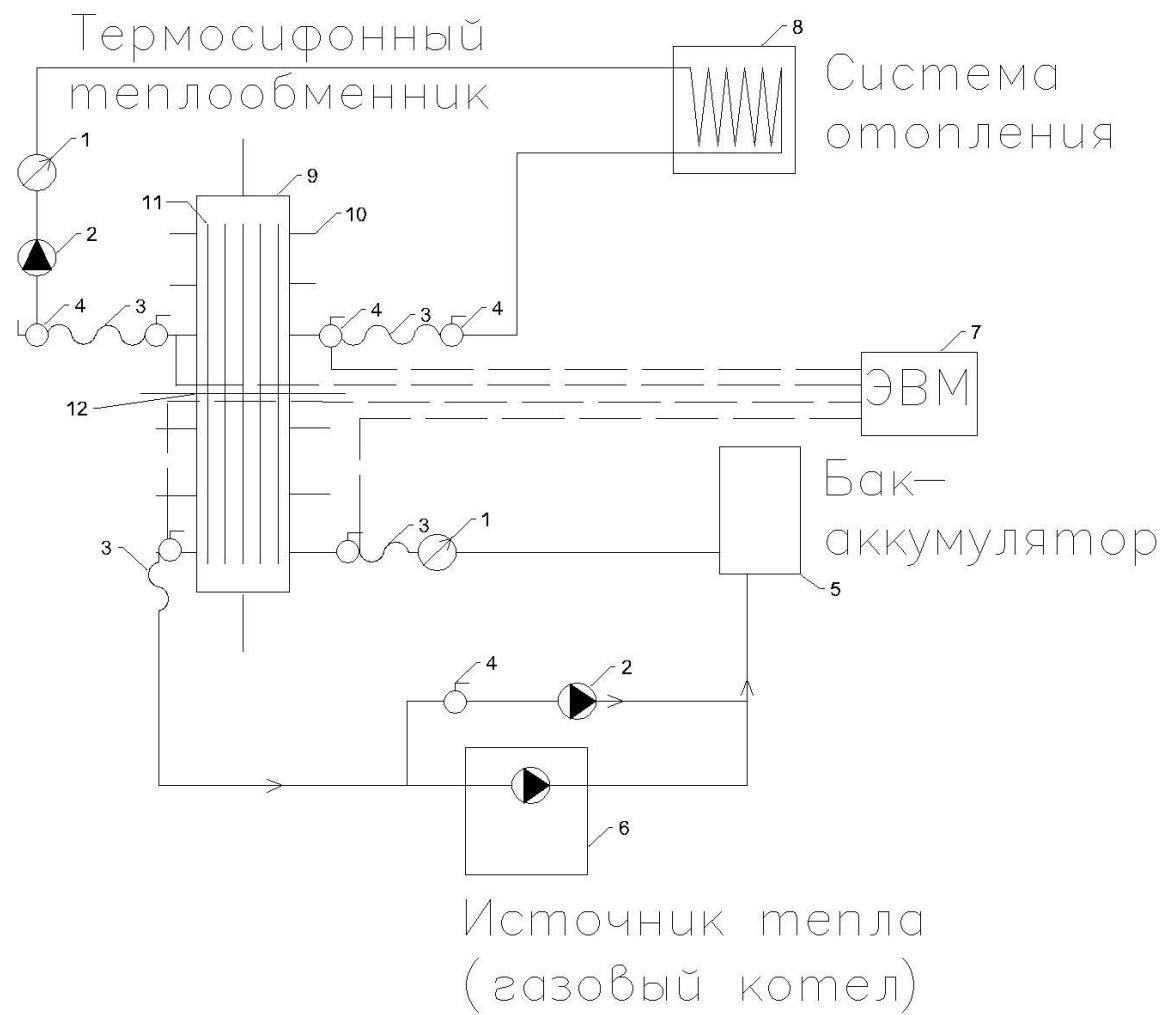 Термосифонный
теплообменник
8
Система
отопления
1
9
11
10
2
4
3
4
3
4
7
ЭВМ
12
Бак-
аккумулятор
3
3
1
5
4
2
6
Источник тепла
(газовый котел)